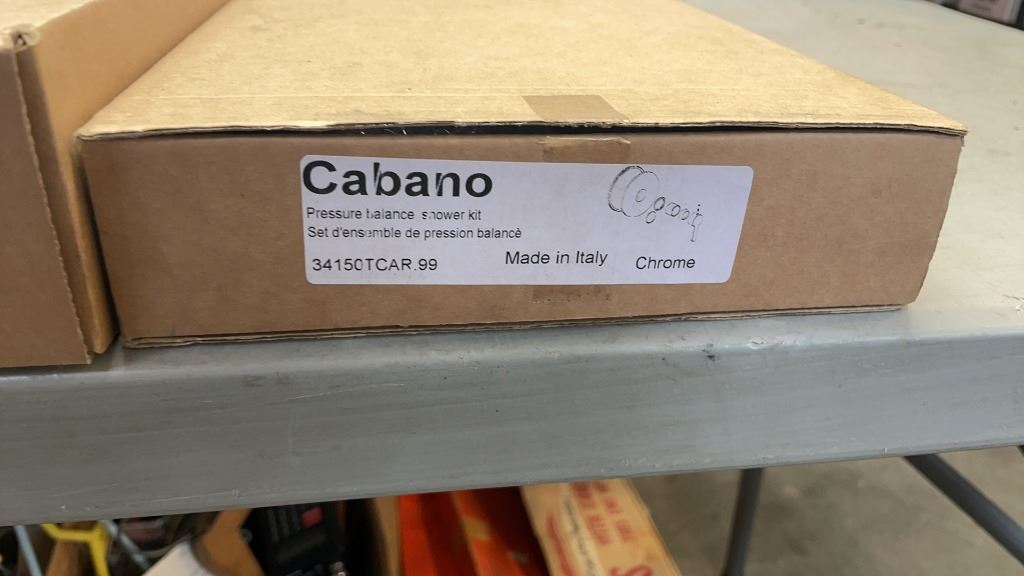 Cabano
Pressure balance shower kit
Set d'ensemble de pression balancè
34150TCAR.99 Made in Italy Chrome